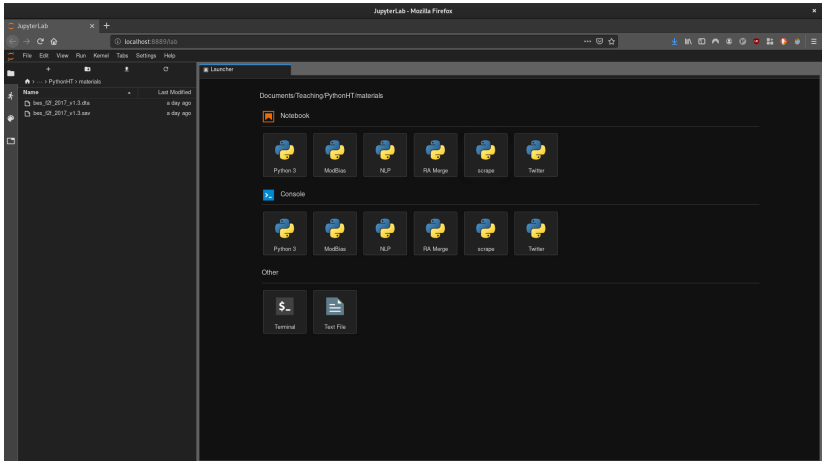 JupyterLab - Mozilla Firefox
JupyterLab
localhost:8889/lab
File Edit View Run Kernel Tabs Settings Help
> ··· > PythonHT > materials
Name Last Modified
bes_f2f_2017_v1.3.dta a day ago
bes_f2f_2017_v1.3.sav a day ago
Launcher
Documents/Teaching/PythonHT/materials
Notebook
Python 3 ModBias NLP RA Merge scrape Twitter
Console
Python 3 ModBias NLP RA Merge scrape Twitter
Other
$_
Terminal Text File